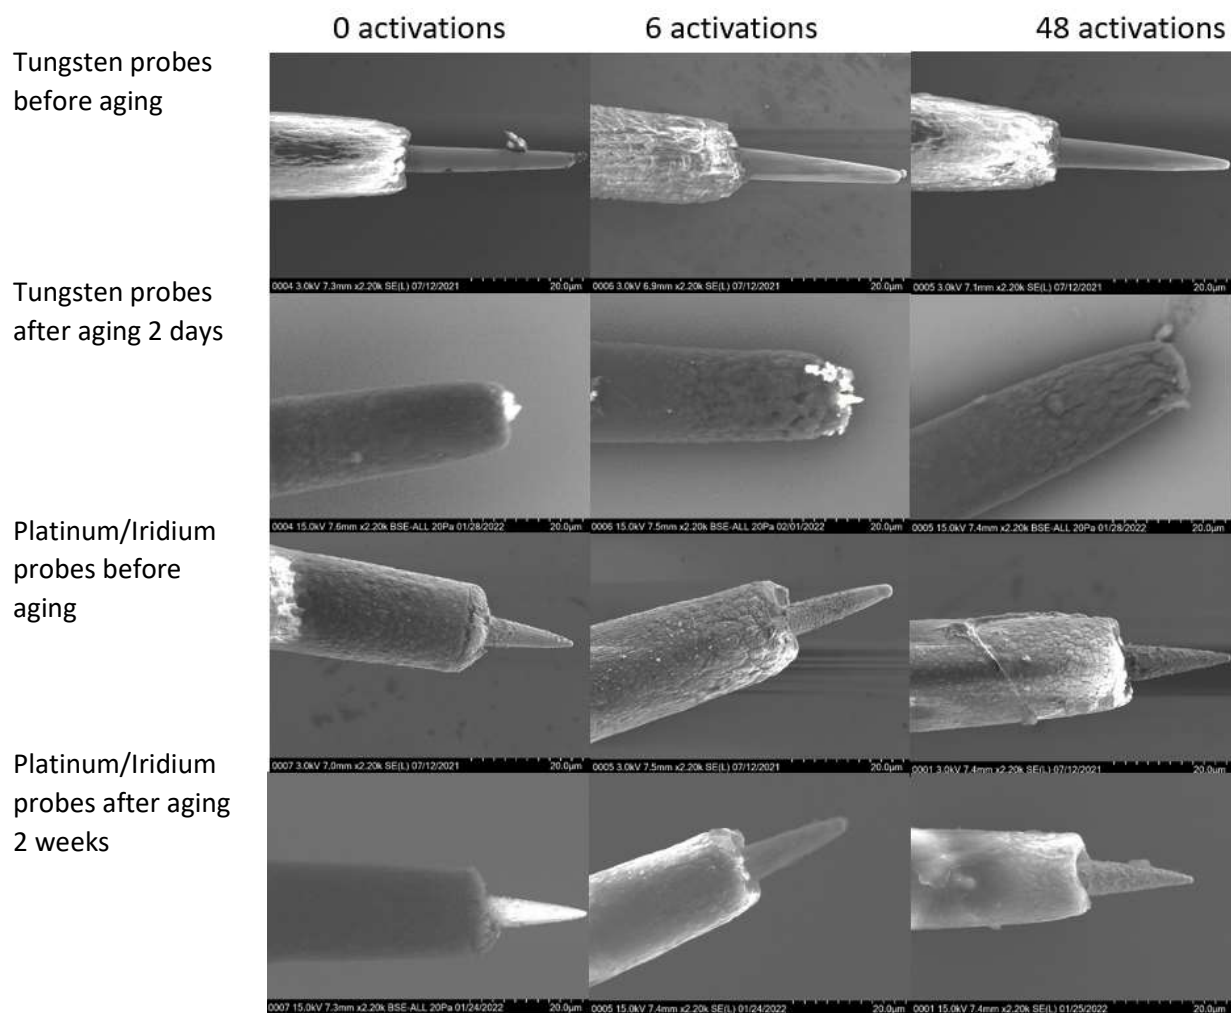 0 activations
6 activations
48 activations
Tungsten probes
before aging
0004 3.0kV 7.3mm x2.20k SE(L) 07/12/2021 20.0µm
0006 3.0kV 6.9mm x2.20k SE(L) 07/12/2021 20.0µm
0005 3.0kV 7.1mm x2.20k SE(L) 07/12/2021 20.0µm
Tungsten probes
after aging 2 days
0004 15.0kV 7.6mm x2.20k BSE-ALL 20Pa 01/28/2022 20.0µm
0006 15.0kV 7.5mm x2.20k BSE-ALL 20Pa 02/01/2022 20.0µm
0005 15.0kV 7.4mm x2.20k BSE-ALL 20Pa 01/28/2022 20.0µm
Platinum/Iridium
probes before
aging
0007 3.0kV 7.0mm x2.20k SE(L) 07/12/2021 20.0µm
0005 3.0kV 7.5mm x2.20k SE(L) 07/12/2021 20.0µm
0001 3.0kV 7.4mm x2.20k SE(L) 07/12/2021 20.0µm
Platinum/Iridium
probes after aging
2 weeks
0007 15.0kV 7.3mm x2.20k BSE-ALL 20Pa 01/24/2022 20.0µm
0005 15.0kV 7.4mm x2.20k SE(L) 01/24/2022 20.0µm
0001 15.0kV 7.4mm x2.20k SE(L) 01/25/2022 20.0µm